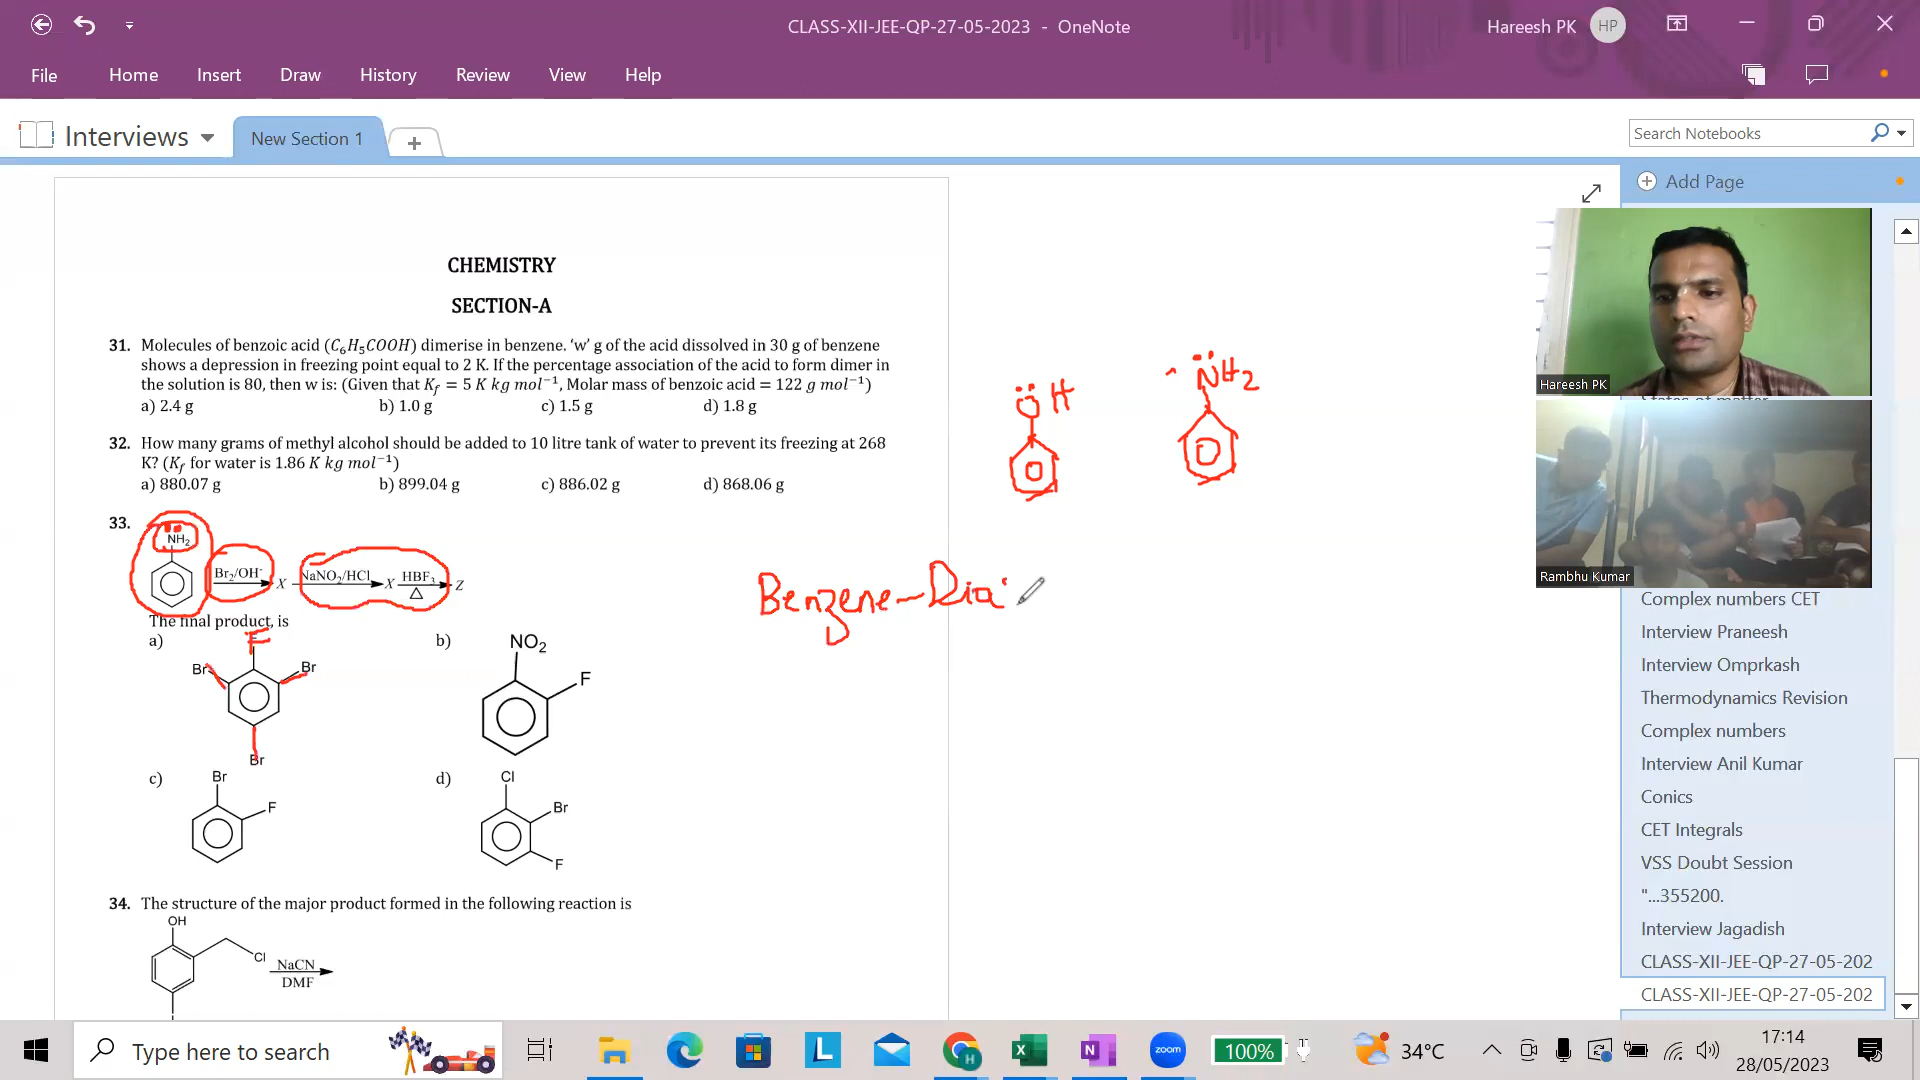 CLASS-XII-JEE-QP-27-05-2023 - OneNote
Hareesh PK HP
File Home Insert Draw History Review View Help
Interviews New Section 1 +
Search Notebooks
Add Page
CHEMISTRY
SECTION-A
31. Molecules of benzoic acid (C₆H₅COOH) dimerise in benzene. ‘w’ g of the acid dissolved in 30 g of benzene
shows a depression in freezing point equal to 2 K. If the percentage association of the acid to form dimer in
the solution is 80, then w is: (Given that K_f = 5 K kg mol⁻¹, Molar mass of benzoic acid = 122 g mol⁻¹)
a) 2.4 g b) 1.0 g c) 1.5 g d) 1.8 g
32. How many grams of methyl alcohol should be added to 10 litre tank of water to prevent its freezing at 268
K? (K_f for water is 1.86 K kg mol⁻¹)
a) 880.07 g b) 899.04 g c) 886.02 g d) 868.06 g
33.
NH₂
Br₂/OH⁻ X NaNO₂/HCl X HBF₃ Z
△
The final product, is
a) F Br Br Br
b) NO₂ F
c) Br F
d) Cl Br F
34. The structure of the major product formed in the following reaction is
OH
Cl NaCN
DMF
OH
NH2
Benzene-Dia
Hareesh PK
Rambhu Kumar
States of matter
Complex numbers CET
Interview Praneesh
Interview Omprkash
Thermodynamics Revision
Complex numbers
Interview Anil Kumar
Conics
CET Integrals
VSS Doubt Session
"...355200.
Interview Jagadish
CLASS-XII-JEE-QP-27-05-202
CLASS-XII-JEE-QP-27-05-202
Type here to search
L
zoom
100%
34°C
17:14
28/05/2023